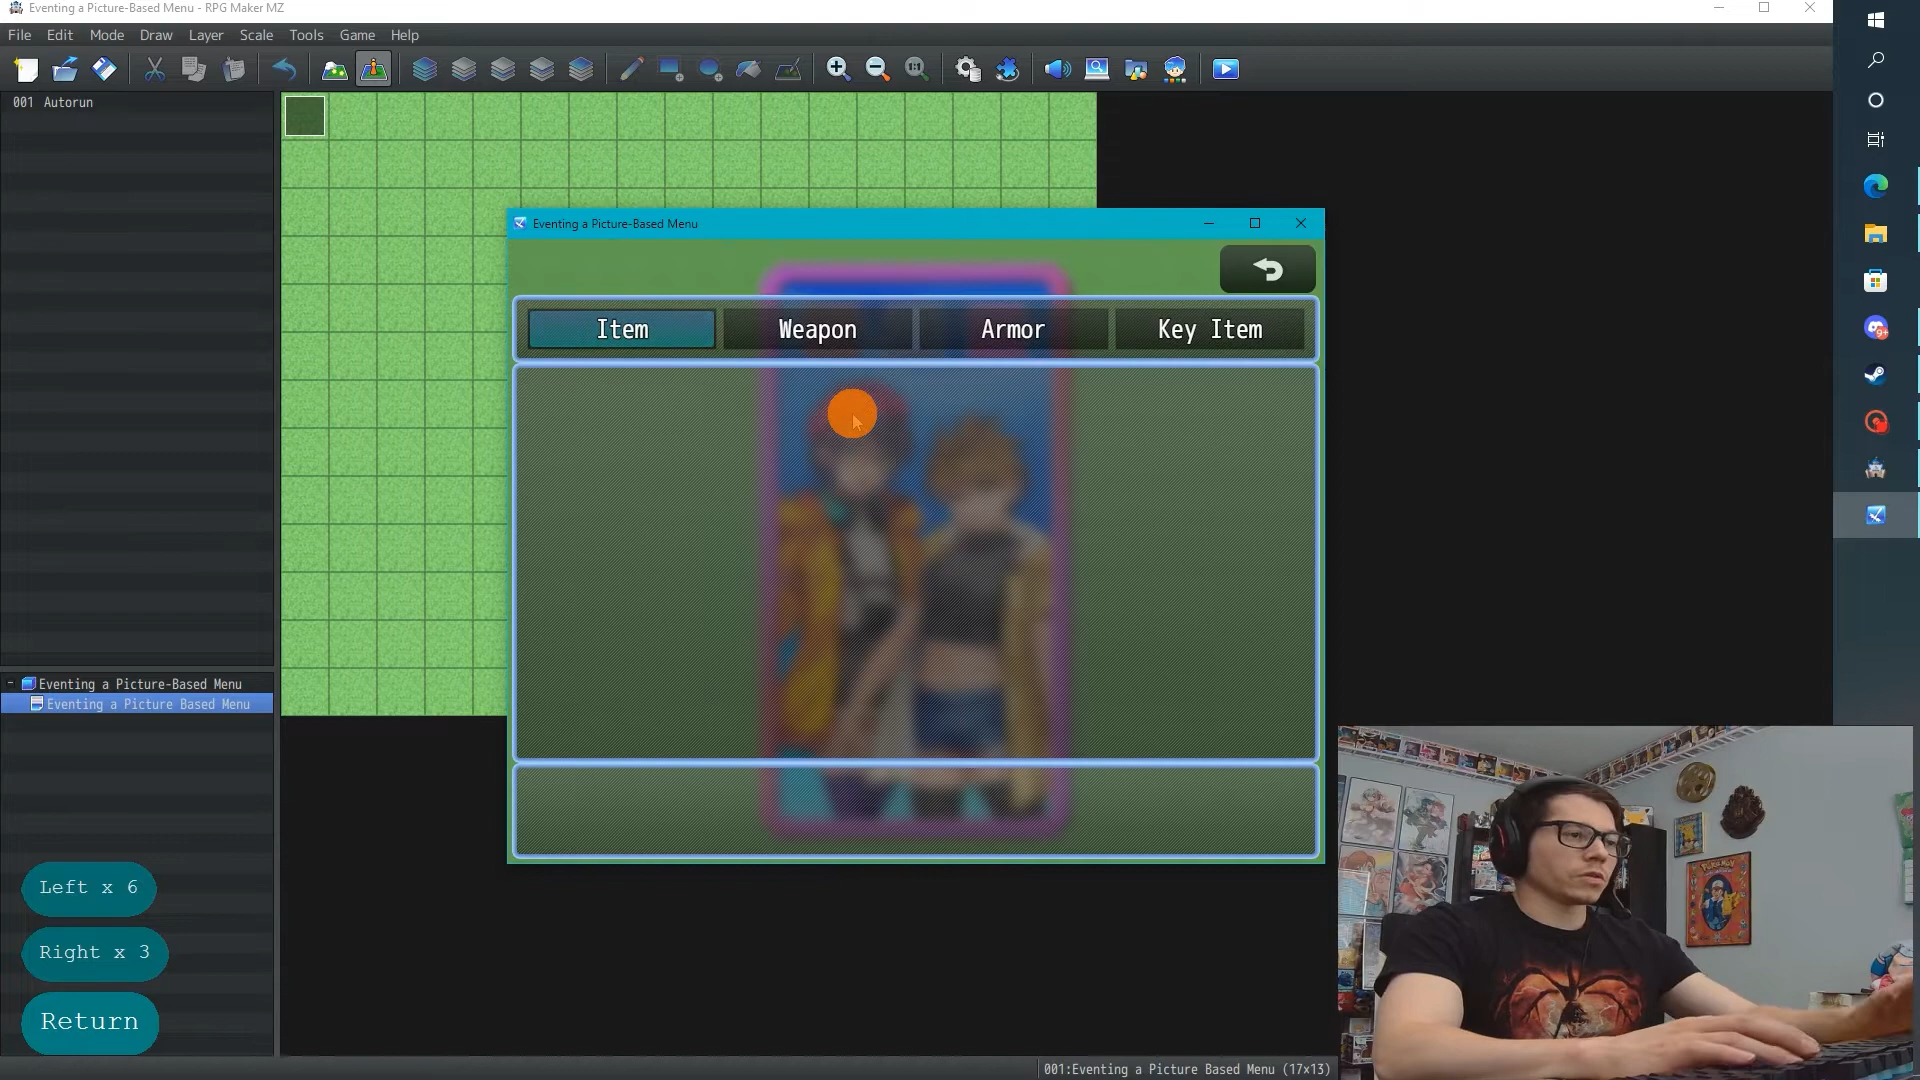 Eventing a Picture-Based Menu - RPG Maker MZ
File Edit Mode Draw Layer Scale Tools Game Help
001 Autorun
Eventing a Picture-Based Menu
Item Weapon Armor Key Item
Eventing a Picture-Based Menu
Eventing a Picture Based Menu
Left x 6
Right x 3
Return
001:Eventing a Picture Based Menu (17×13)